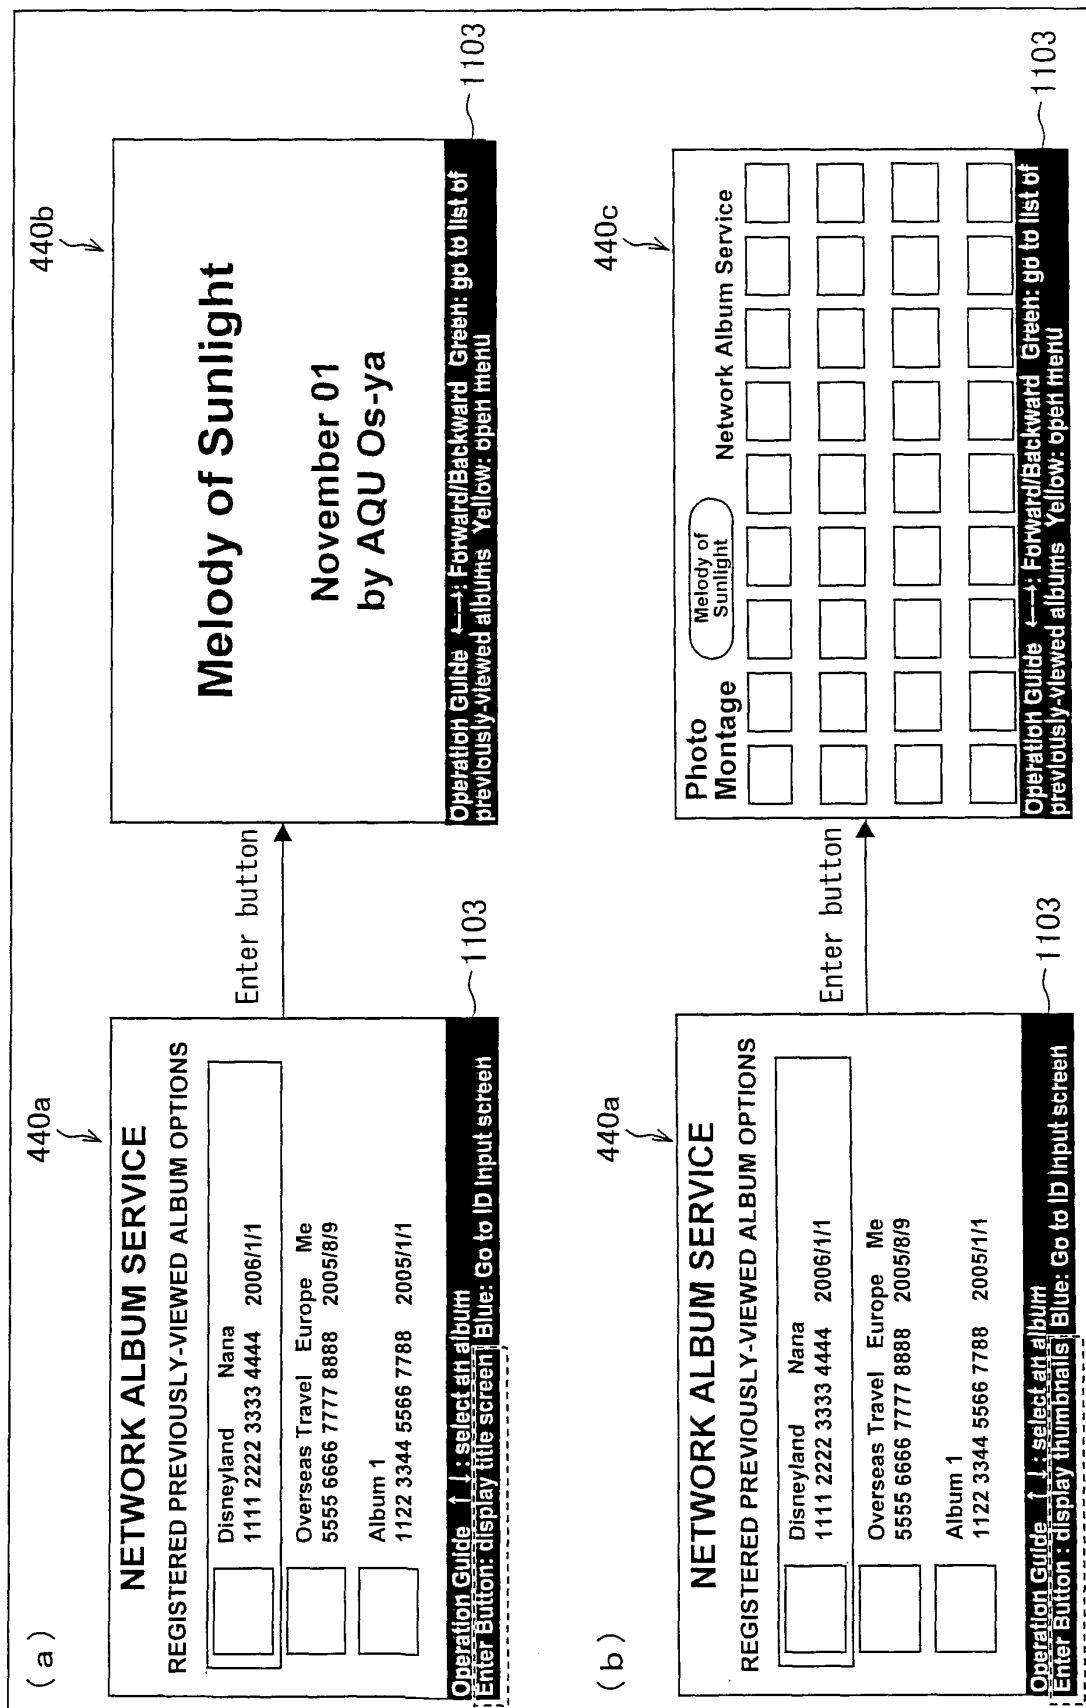 (a)
440a
NETWORK ALBUM SERVICE
REGISTERED PREVIOUSLY-VIEWED ALBUM OPTIONS
Disneyland Nana
1111 2222 3333 4444 2006/1/1
Overseas Travel Europe Me
5555 6666 7777 8888 2005/8/9
Album 1
1122 3344 5566 7788 2005/1/1
Operation Guide ↑ ↓ : select an album
Enter Button: display title screen Blue: Go to ID Input screen
1103
Enter button
440b
Melody of Sunlight
November 01
by AQU Os-ya
Operation Guide ←→: Forward/Backward Green: go to list of
previously-viewed albums Yellow: open menu
1103
(b)
440a
NETWORK ALBUM SERVICE
REGISTERED PREVIOUSLY-VIEWED ALBUM OPTIONS
Disneyland Nana
1111 2222 3333 4444 2006/1/1
Overseas Travel Europe Me
5555 6666 7777 8888 2005/8/9
Album 1
1122 3344 5566 7788 2005/1/1
Operation Guide ↑ ↓ : select an album
Enter Button : display thumbnails Blue: Go to ID Input screen
1103
Enter button
440c
Photo
Montage
Melody of
Sunlight
Network Album Service
Operation Guide ←→: Forward/Backward Green: go to list of
previously-viewed albums Yellow: open menu
1103